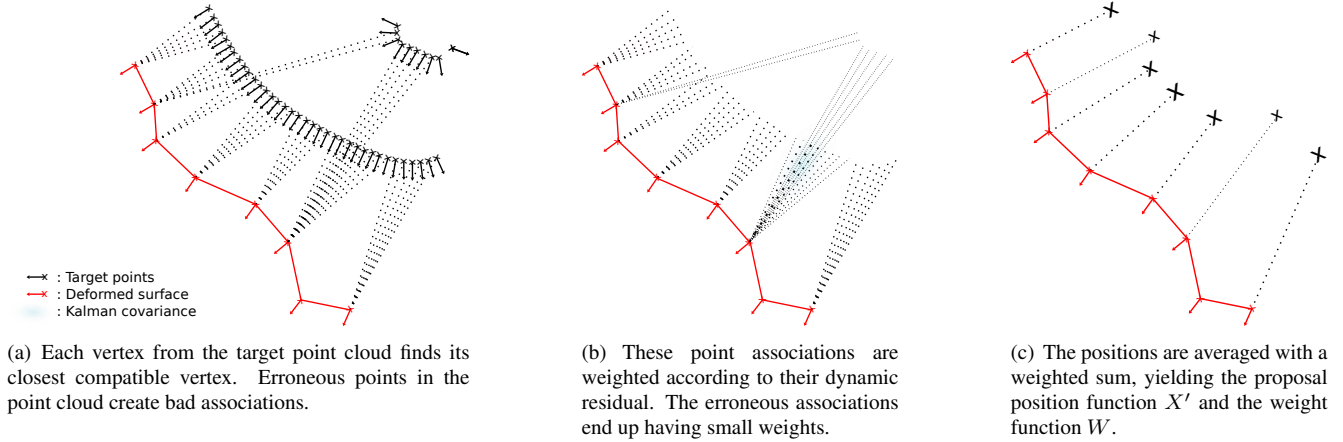 : Target points
: Deformed surface
: Kalman covariance
(a) Each vertex from the target point cloud finds its
closest compatible vertex. Erroneous points in the
point cloud create bad associations.
(b) These point associations are
weighted according to their dynamic
residual. The erroneous associations
end up having small weights.
(c) The positions are averaged with a
weighted sum, yielding the proposal
position function X′ and the weight
function W.